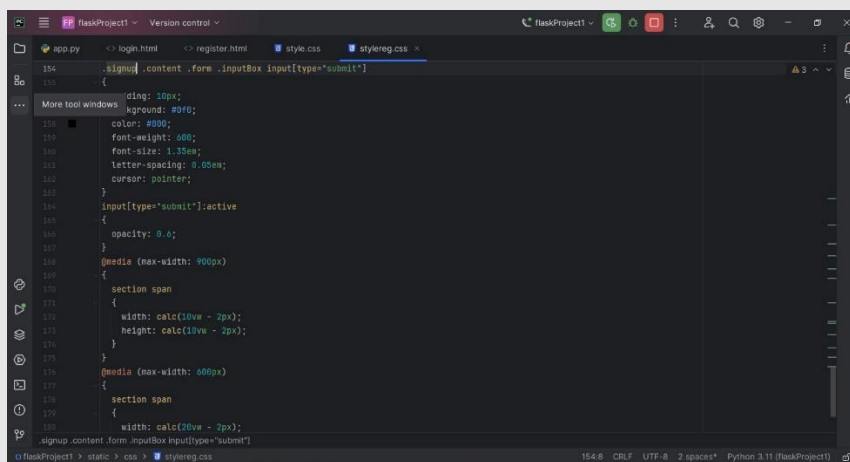 PC FP flaskProject1 Version control flaskProject1
app.py <> login.html <> register.html style.css stylereg.css ×
154 .signup .content .form .inputBox input[type="submit"] 3
155 {
More tool windows ding: 10px;
kground: #0f0;
158 color: #000;
159 font-weight: 600;
160 font-size: 1.35em;
161 letter-spacing: 0.05em;
162 cursor: pointer;
163 }
164 input[type="submit"]:active
165 {
166 opacity: 0.6;
167 }
168 @media (max-width: 900px)
169 {
170 section span
171 {
172 width: calc(10vw - 2px);
173 height: calc(10vw - 2px);
174 }
175 }
176 @media (max-width: 600px)
177 {
178 section span
179 {
180 width: calc(20vw - 2px);
.signup .content .form .inputBox input[type="submit"]
flaskProject1 > static > css > stylereg.css 154:8 CRLF UTF-8 2 spaces* Python 3.11 (flaskProject1)